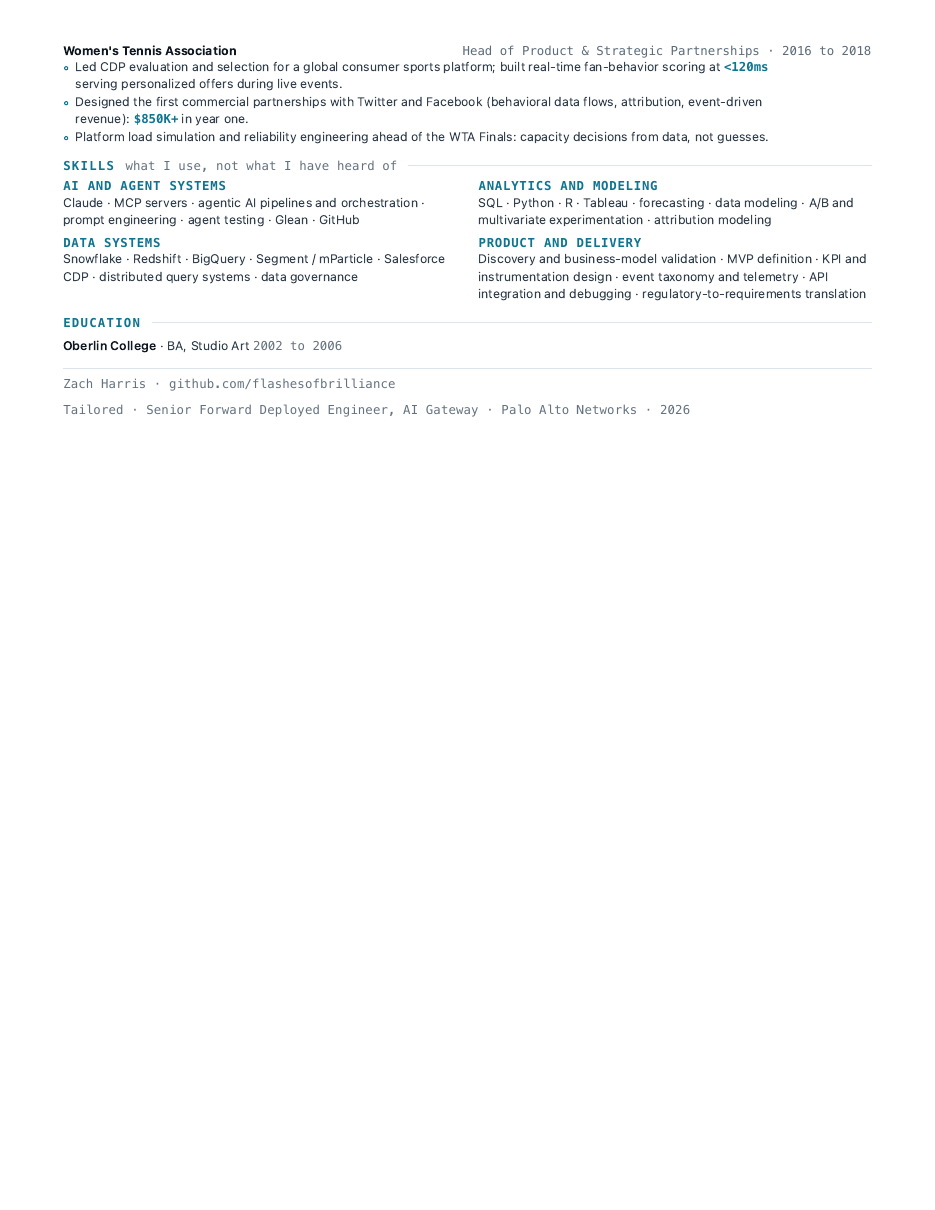 Women's Tennis Association Head of Product & Strategic Partnerships · 2016 to 2018
Led CDP evaluation and selection for a global consumer sports platform; built real-time fan-behavior scoring at <120ms
serving personalized offers during live events.
Designed the first commercial partnerships with Twitter and Facebook (behavioral data flows, attribution, event-driven
revenue): $850K+ in year one.
Platform load simulation and reliability engineering ahead of the WTA Finals: capacity decisions from data, not guesses.
SKILLS what I use, not what I have heard of
AI AND AGENT SYSTEMS
Claude · MCP servers · agentic AI pipelines and orchestration ·
prompt engineering · agent testing · Glean · GitHub
ANALYTICS AND MODELING
SQL · Python · R · Tableau · forecasting · data modeling · A/B and
multivariate experimentation · attribution modeling
DATA SYSTEMS
Snowflake · Redshift · BigQuery · Segment / mParticle · Salesforce
CDP · distributed query systems · data governance
PRODUCT AND DELIVERY
Discovery and business-model validation · MVP definition · KPI and
instrumentation design · event taxonomy and telemetry · API
integration and debugging · regulatory-to-requirements translation
EDUCATION
Oberlin College · BA, Studio Art 2002 to 2006
Zach Harris · github.com/flashesofbrilliance
Tailored · Senior Forward Deployed Engineer, AI Gateway · Palo Alto Networks · 2026